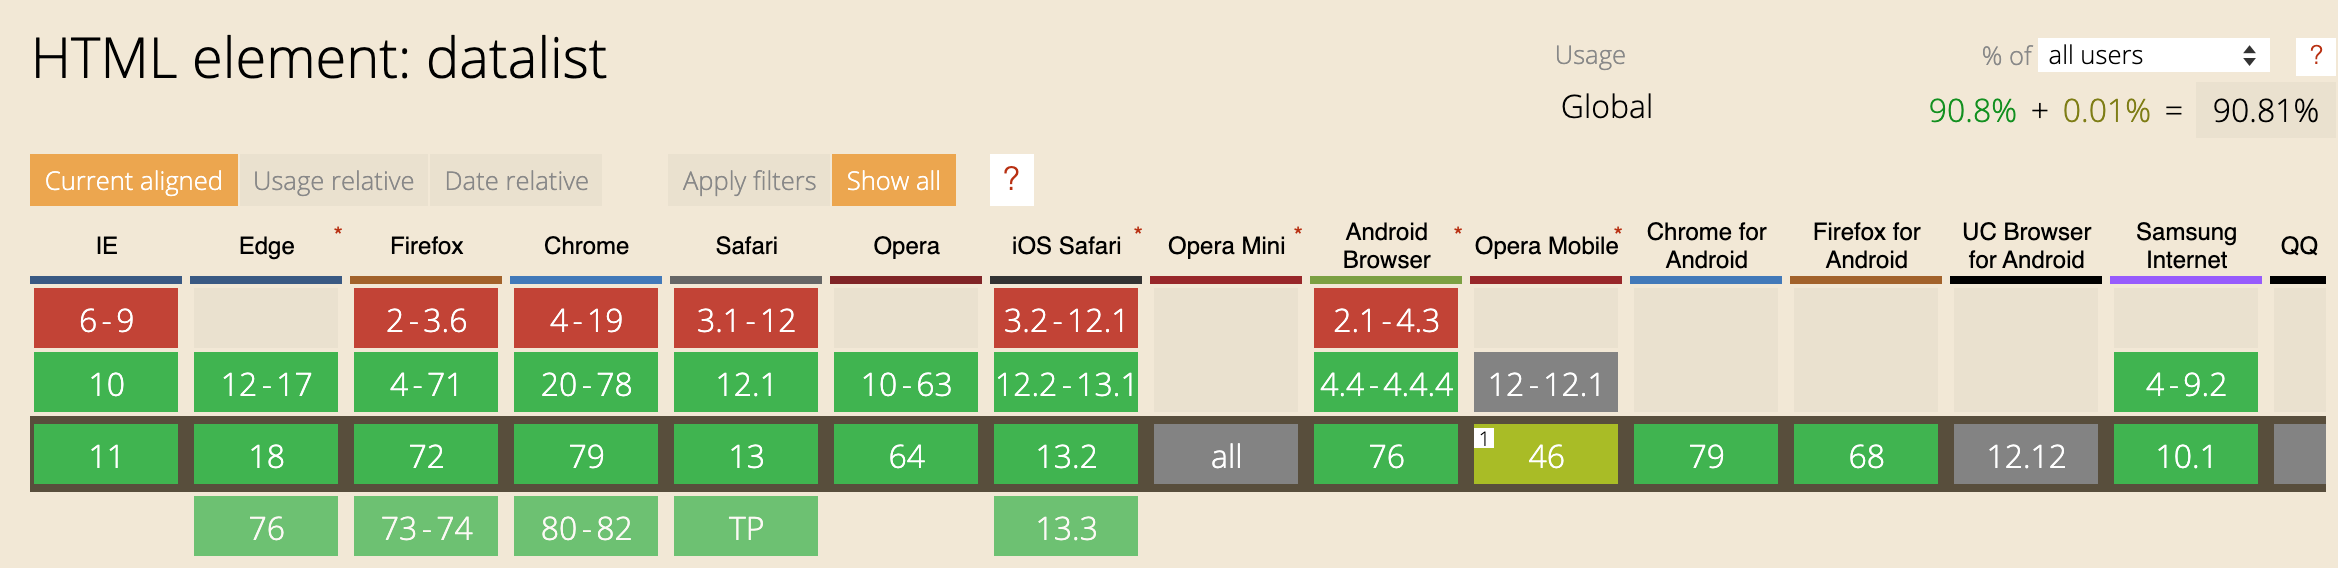 HTML element: datalist
Usage % of all users ?
Global 90.8% + 0.01% = 90.81%
Current aligned Usage relative Date relative Apply filters Show all ?
IE Edge * Firefox Chrome Safari Opera iOS Safari * Opera Mini * Android Browser * Opera Mobile * Chrome for Android Firefox for Android UC Browser for Android Samsung Internet QQ
6-9 2-3.6 4-19 3.1-12 3.2-12.1 2.1-4.3
10 12-17 4-71 20-78 12.1 10-63 12.2-13.1 4.4-4.4.4 12-12.1 4-9.2
11 18 72 79 13 64 13.2 all 76 1 46 79 68 12.12 10.1
76 73-74 80-82 TP 13.3